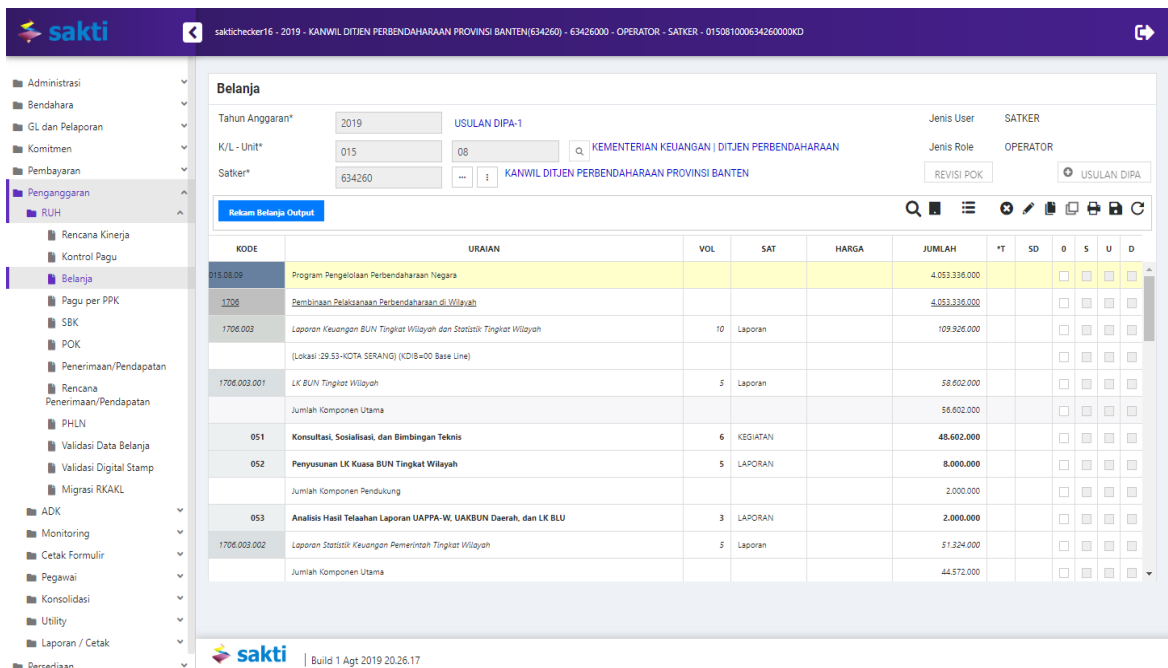 sakti
saktichecker16 - 2019 - KANWIL DITJEN PERBENDAHARAAN PROVINSI BANTEN(634260) - 63426000 - OPERATOR - SATKER - 015081000634260000KD
Administrasi
Bendahara
GL dan Pelaporan
Komitmen
Pembayaran
Penganggaran
RUH
Rencana Kinerja
Kontrol Pagu
Belanja
Pagu per PPK
SBK
POK
Penerimaan/Pendapatan
Rencana
Penerimaan/Pendapatan
PHLN
Validasi Data Belanja
Validasi Digital Stamp
Migrasi RKAKL
ADK
Monitoring
Cetak Formulir
Pegawai
Konsolidasi
Utility
Laporan / Cetak
Persediaan
Belanja
Tahun Anggaran* 2019 USULAN DIPA-1 Jenis User SATKER
K/L - Unit* 015 08 KEMENTERIAN KEUANGAN | DITJEN PERBENDAHARAAN Jenis Role OPERATOR
Satker* 634260 ... KANWIL DITJEN PERBENDAHARAAN PROVINSI BANTEN REVISI POK USULAN DIPA
Rekam Belanja Output
KODE URAIAN VOL SAT HARGA JUMLAH *T SD 0 S U D
015.08.09 Program Pengelolaan Perbendaharaan Negara 4.053.336.000
1706 Pembinaan Pelaksanaan Perbendaharaan di Wilayah 4.053.336.000
1706.003 Laporan Keuangan BUN Tingkat Wilayah dan Statistik Tingkat Wilayah 10 Laporan 109.926.000
(Lokasi :29.53-KOTA SERANG) (KDIB=00 Base Line)
1706.003.001 LK BUN Tingkat Wilayah 5 Laporan 58.602.000
Jumlah Komponen Utama 56.602.000
051 Konsultasi, Sosialisasi, dan Bimbingan Teknis 6 KEGIATAN 48.602.000
052 Penyusunan LK Kuasa BUN Tingkat Wilayah 5 LAPORAN 8.000.000
Jumlah Komponen Pendukung 2.000.000
053 Analisis Hasil Telaahan Laporan UAPPA-W, UAKBUN Daerah, dan LK BLU 3 LAPORAN 2.000.000
1706.003.002 Laporan Statistik Keuangan Pemerintah Tingkat Wilayah 5 Laporan 51.324.000
Jumlah Komponen Utama 44.572.000
sakti | Build 1 Agt 2019 20.26.17